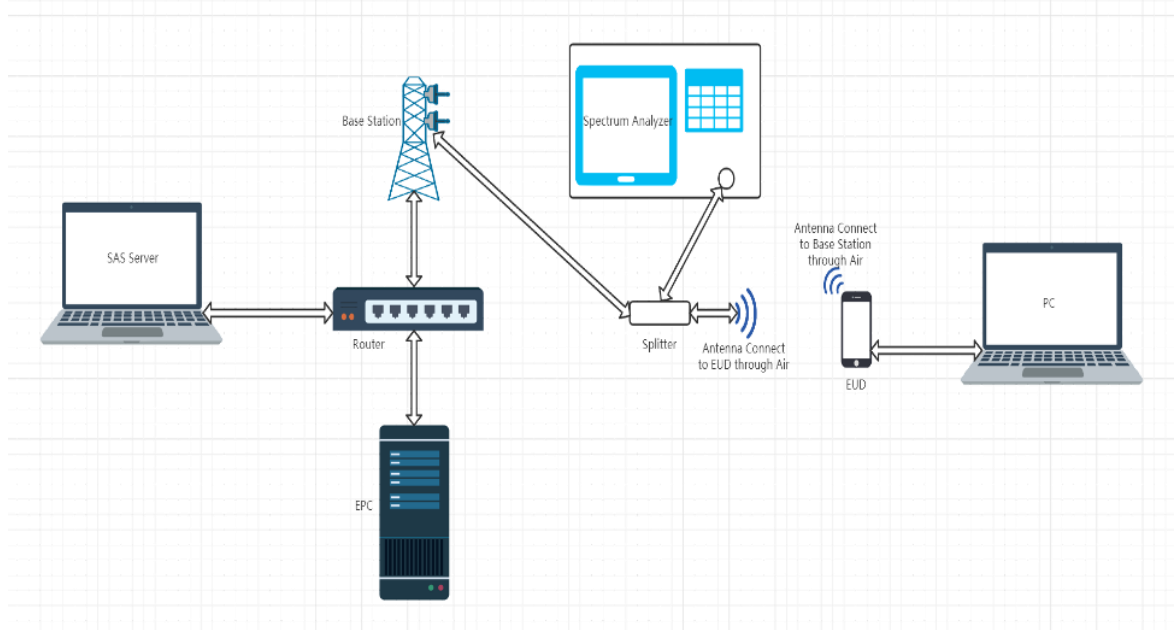 Base Station
Spectrum Analyzer
SAS Server
Antenna Connect
to Base Station
through Air
PC
Router
Splitter
Antenna Connect
to EUD through Air
EUD
EPC